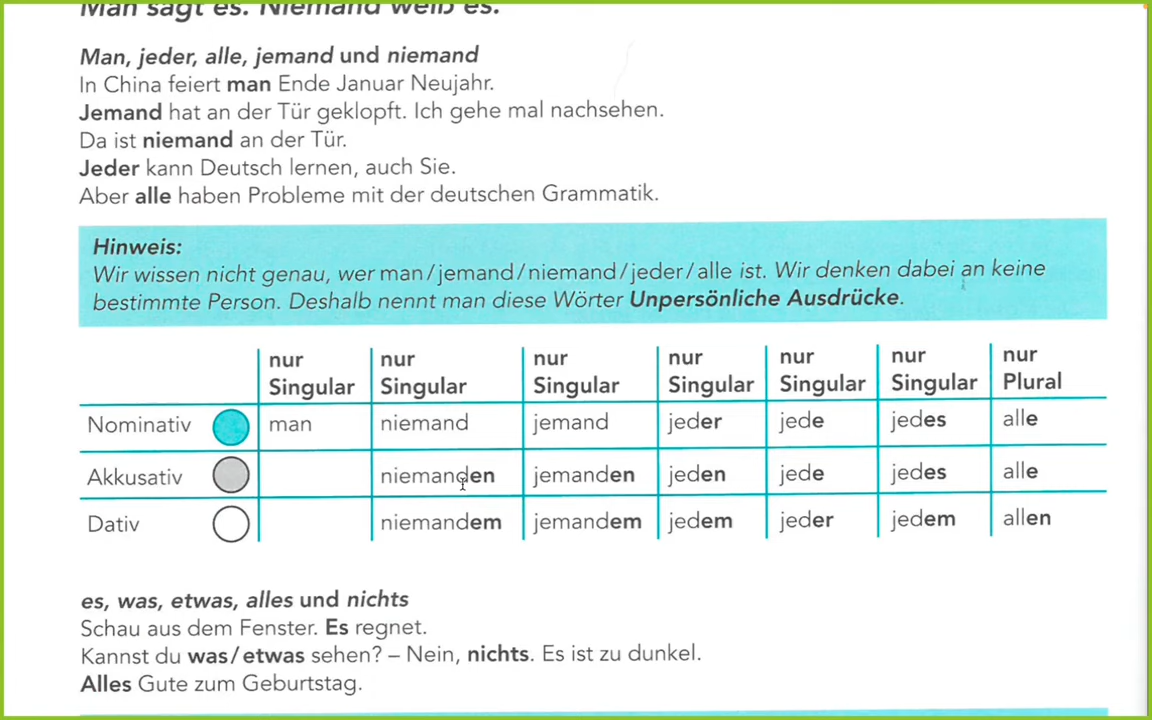 Man sagt es. Niemand weiß es.
Man, jeder, alle, jemand und niemand
In China feiert man Ende Januar Neujahr.
Jemand hat an der Tür geklopft. Ich gehe mal nachsehen.
Da ist niemand an der Tür.
Jeder kann Deutsch lernen, auch Sie.
Aber alle haben Probleme mit der deutschen Grammatik.
Hinweis:
Wir wissen nicht genau, wer man/jemand/niemand/jeder/alle ist. Wir denken dabei an keine
bestimmte Person. Deshalb nennt man diese Wörter Unpersönliche Ausdrücke.
nur nur nur nur nur nur nur
Singular Singular Singular Singular Singular Singular Plural
Nominativ man niemand jemand jeder jede jedes alle
Akkusativ niemanden jemanden jeden jede jedes alle
Dativ niemandem jemandem jedem jeder jedem allen
es, was, etwas, alles und nichts
Schau aus dem Fenster. Es regnet.
Kannst du was/etwas sehen? – Nein, nichts. Es ist zu dunkel.
Alles Gute zum Geburtstag.